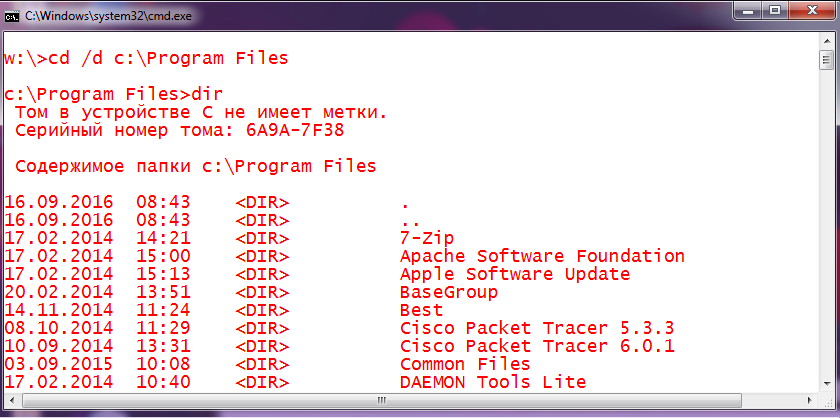 C:\Windows\system32\cmd.exe
w:\>cd /d c:\Program Files
c:\Program Files>dir
Том в устройстве C не имеет метки.
Серийный номер тома: 6A9A-7F38
Содержимое папки c:\Program Files
16.09.2016 08:43 <DIR> .
16.09.2016 08:43 <DIR> ..
17.02.2014 14:21 <DIR> 7-Zip
17.02.2014 15:00 <DIR> Apache Software Foundation
17.02.2014 15:13 <DIR> Apple Software Update
20.02.2014 13:51 <DIR> BaseGroup
14.11.2014 11:24 <DIR> Best
08.10.2014 11:29 <DIR> Cisco Packet Tracer 5.3.3
10.09.2014 13:31 <DIR> Cisco Packet Tracer 6.0.1
03.09.2015 10:08 <DIR> Common Files
17.02.2014 10:40 <DIR> DAEMON Tools Lite